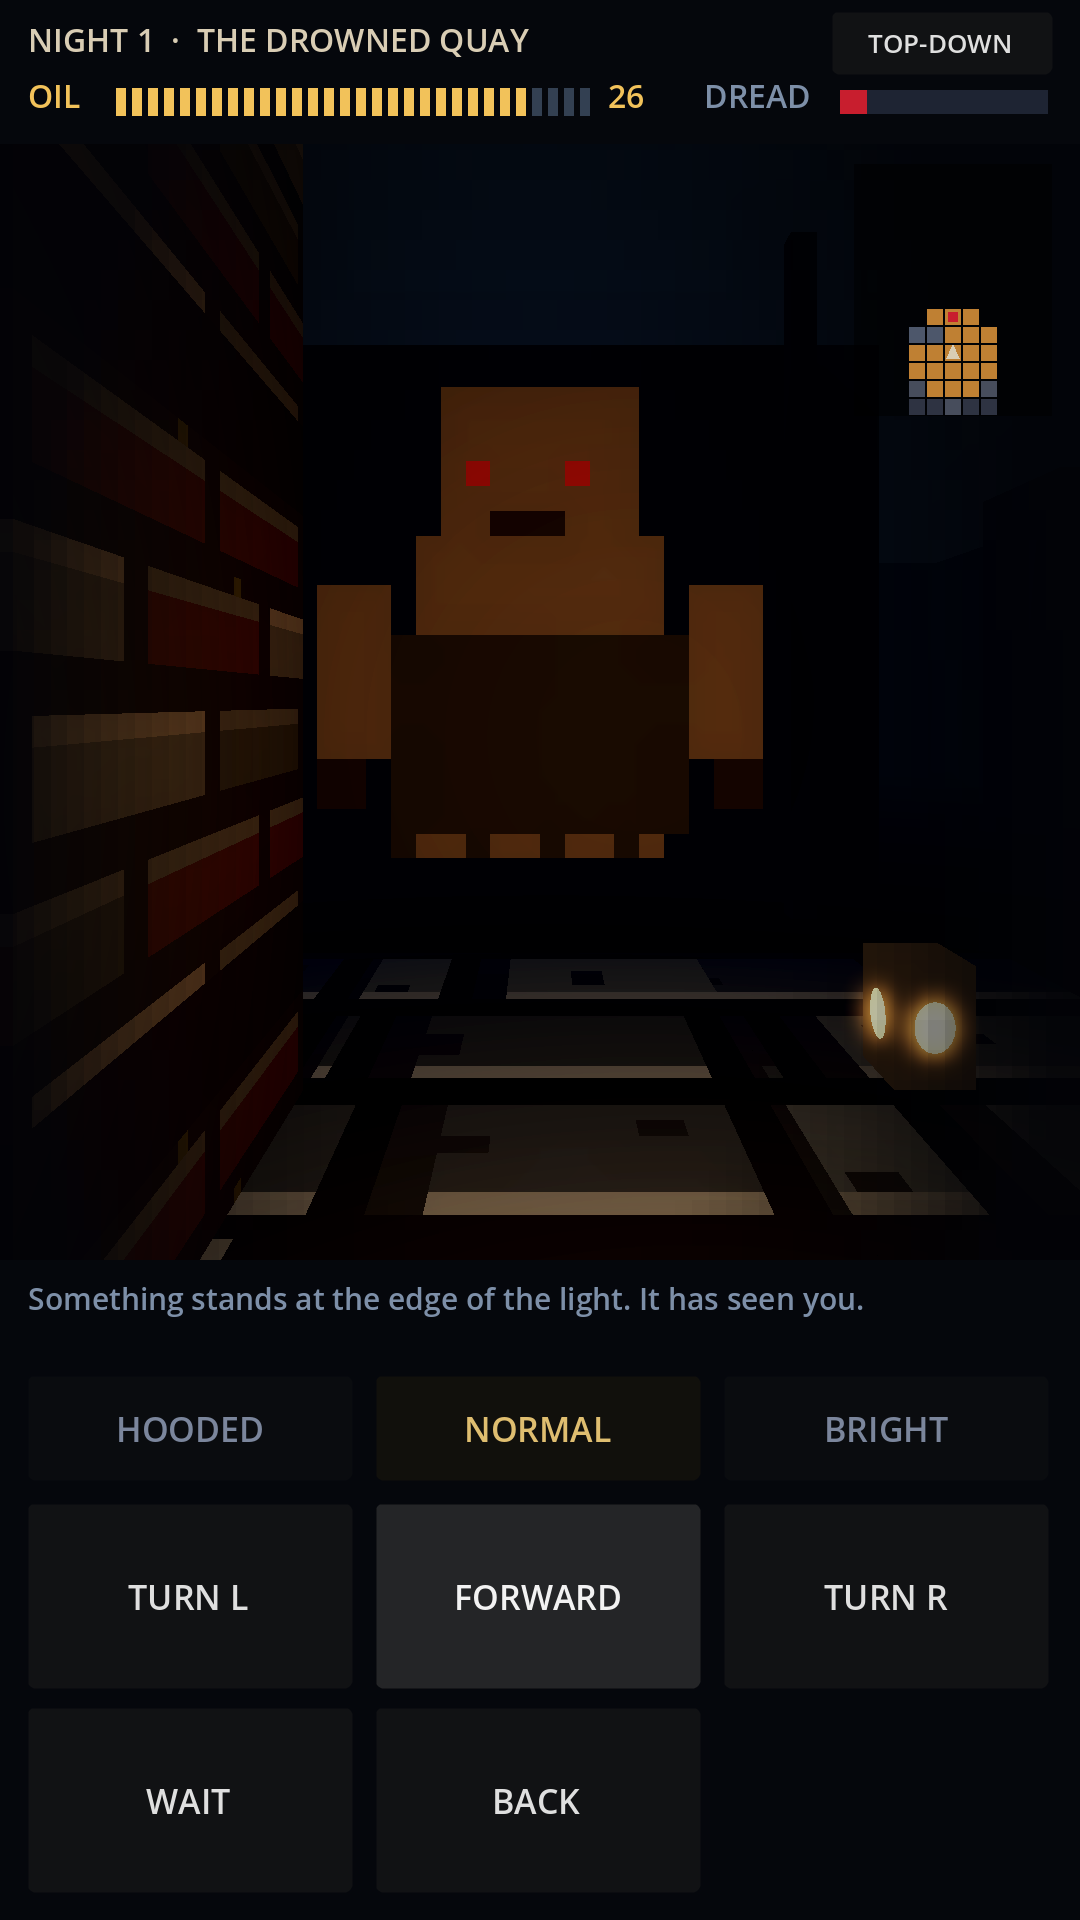 NIGHT 1 · THE DROWNED QUAY
TOP-DOWN
OIL 26 DREAD
Something stands at the edge of the light. It has seen you.
HOODED NORMAL BRIGHT
TURN L FORWARD TURN R
WAIT BACK